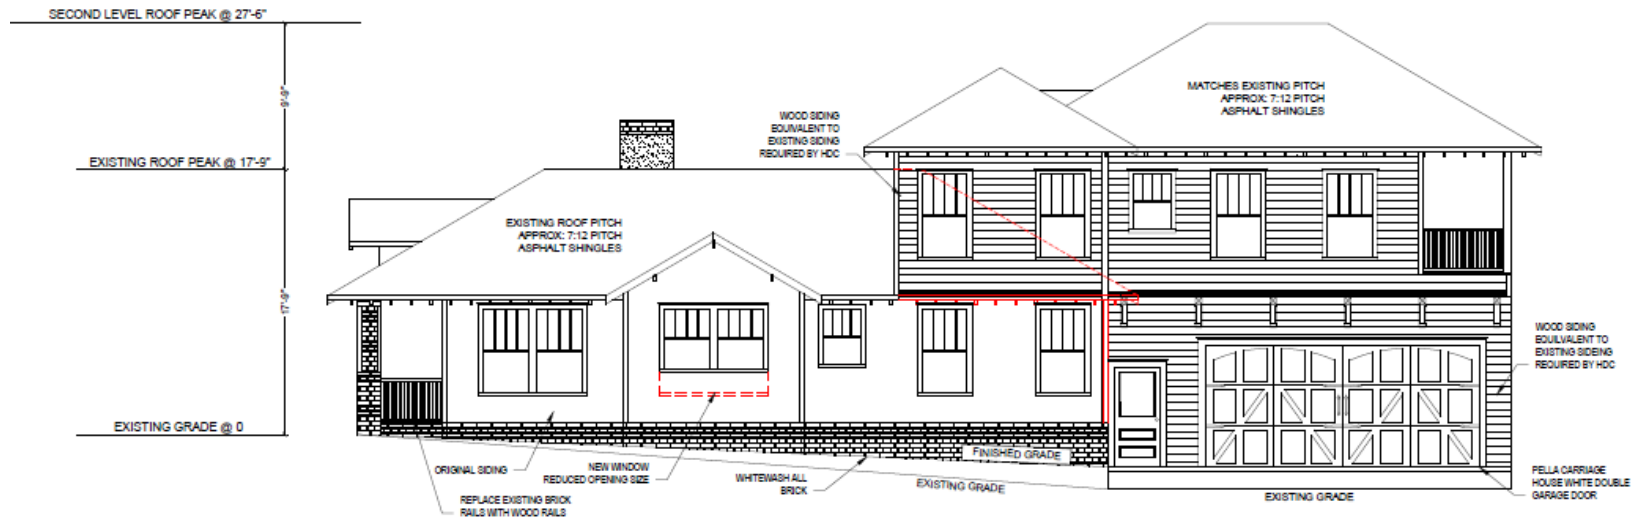 SECOND LEVEL ROOF PEAK @ 27'-6"
9'-9"
MATCHES EXISTING PITCH
APPROX: 7:12 PITCH
ASPHALT SHINGLES
WOOD SIDING
EQUIVALENT TO
EXISTING SIDING
REQUIRED BY HDC
EXISTING ROOF PEAK @ 17'-9"
EXISTING ROOF PITCH
APPROX: 7:12 PITCH
ASPHALT SHINGLES
17'-9"
WOOD SIDING
EQUILVALENT TO
EXISTING SIDEING
REQUIRED BY HDC
EXISTING GRADE @ 0
ORIGINAL SIDING
NEW WINDOW
REDUCED OPENING SIZE
WHITEWASH ALL
BRICK
FINISHED GRADE
EXISTING GRADE
EXISTING GRADE
PELLA CARRIAGE
HOUSE WHITE DOUBLE
GARAGE DOOR
REPLACE EXISTING BRICK
RAILS WITH WOOD RAILS